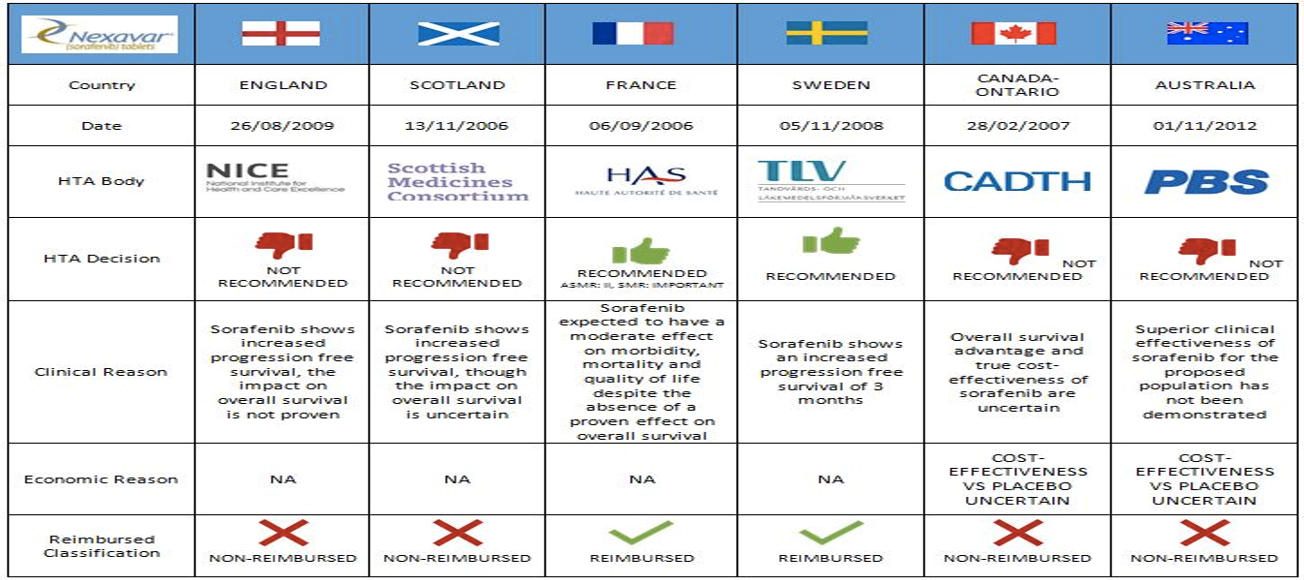 Nexavar
(sorafenib) tablets
Country
ENGLAND
SCOTLAND
FRANCE
SWEDEN
CANADA-
ONTARIO
AUSTRALIA
Date
26/08/2009
13/11/2006
06/09/2006
05/11/2008
28/02/2007
01/11/2012
HTA Body
NICE
National Institute for
Health and Care Excellence
Scottish
Medicines
Consortium
HAS
HAUTE AUTORITÉ DE SANTÉ
TLV
TANDVÅRDS- OCH
LÄKEMEDELSFÖRMÅNSVERKET
CADTH
PBS
HTA Decision
NOT
RECOMMENDED
NOT
RECOMMENDED
RECOMMENDED
ASMR: II, SMR: IMPORTANT
RECOMMENDED
NOT
RECOMMENDED
NOT
RECOMMENDED
Clinical Reason
Sorafenib shows
increased
progression free
survival, the
impact on
overall survival
is not proven
Sorafenib shows
increased
progression free
survival, though
the impact on
overall survival
is uncertain
Sorafenib
expected to have a
moderate effect
on morbidity,
mortality and
quality of life
despite the
absence of a
proven effect on
overall survival
Sorafenib shows
an increased
progression free
survival of 3
months
Overall survival
advantage and
true cost-
effectiveness of
sorafenib are
uncertain
Superior clinical
effectiveness of
sorafenib for the
proposed
population has
not been
demonstrated
Economic Reason
NA
NA
NA
NA
COST-
EFFECTIVENESS
VS PLACEBO
UNCERTAIN
COST-
EFFECTIVENESS
VS PLACEBO
UNCERTAIN
Reimbursed
Classification
NON-REIMBURSED
NON-REIMBURSED
REIMBURSED
REIMBURSED
NON-REIMBURSED
NON-REIMBURSED